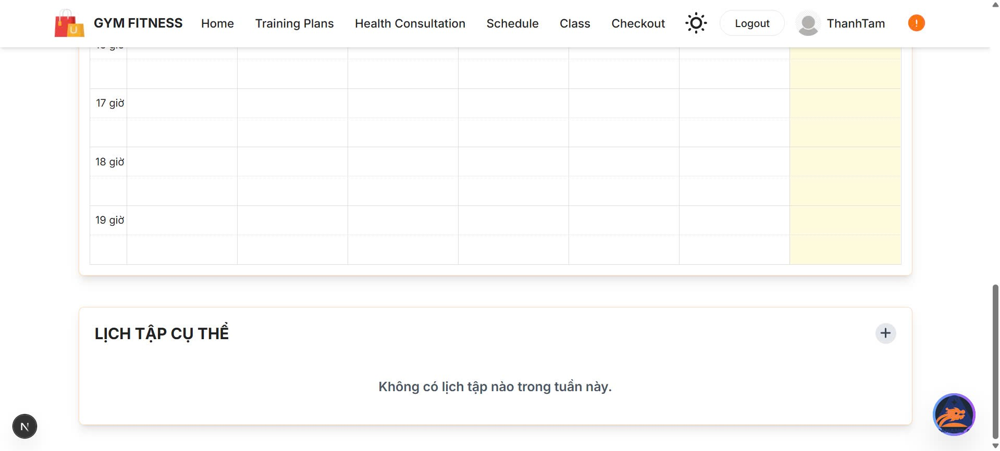 GYM FITNESS Home Training Plans Health Consultation Schedule Class Checkout Logout ThanhTam
17 giờ
18 giờ
19 giờ
LỊCH TẬP CỤ THỂ
Không có lịch tập nào trong tuần này.
N